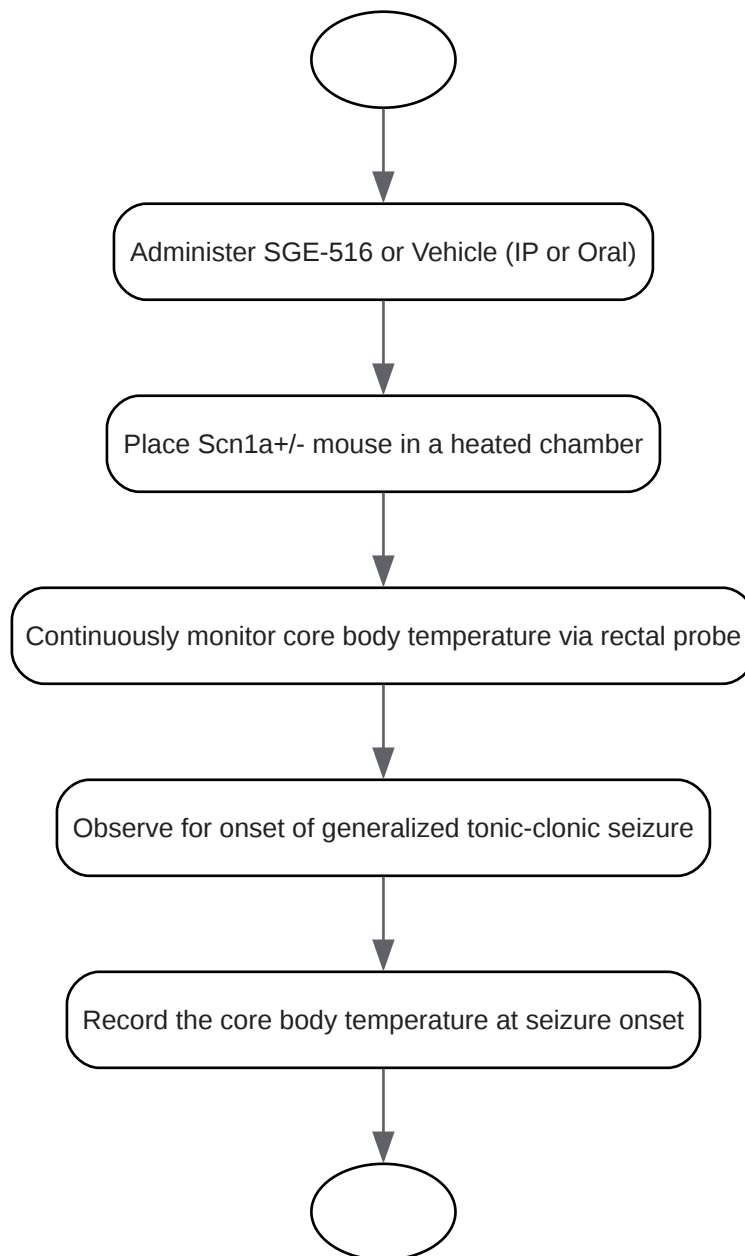 Administer SGE-516 or Vehicle (IP or Oral)
Place Scn1a+/- mouse in a heated chamber
Continuously monitor core body temperature via rectal probe
Observe for onset of generalized tonic-clonic seizure
Record the core body temperature at seizure onset